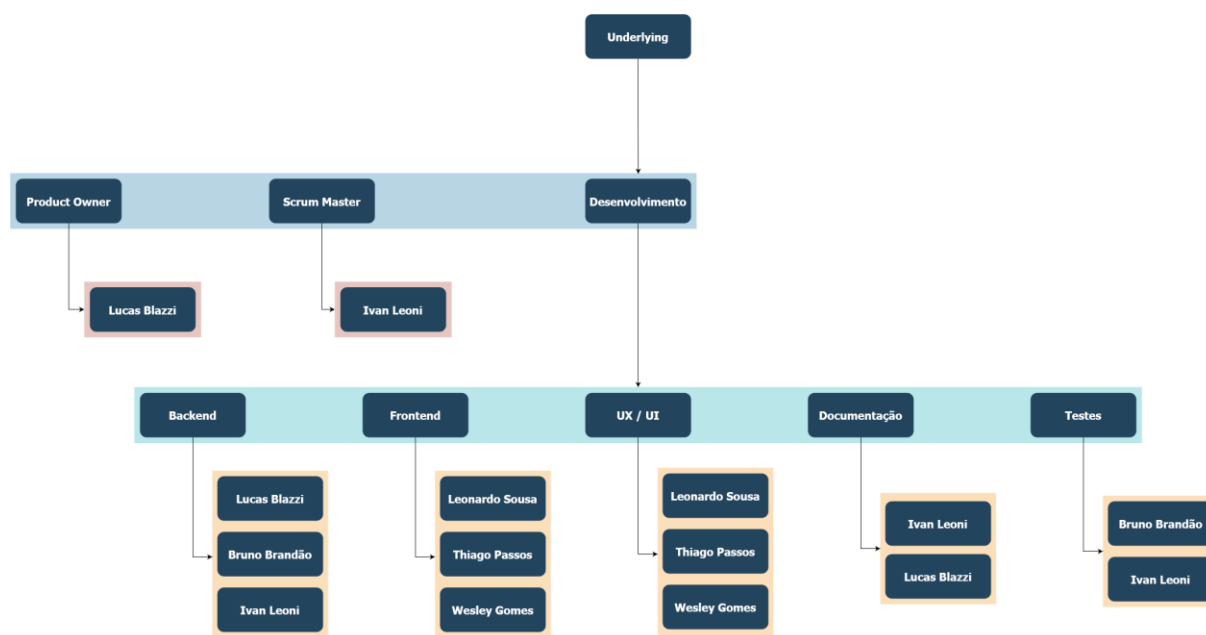 Underlying
Product Owner
Scrum Master
Desenvolvimento
Lucas Blazzi
Ivan Leoni
Backend
Frontend
UX / UI
Documentação
Testes
Lucas Blazzi
Bruno Brandão
Ivan Leoni
Leonardo Sousa
Thiago Passos
Wesley Gomes
Leonardo Sousa
Thiago Passos
Wesley Gomes
Ivan Leoni
Lucas Blazzi
Bruno Brandão
Ivan Leoni